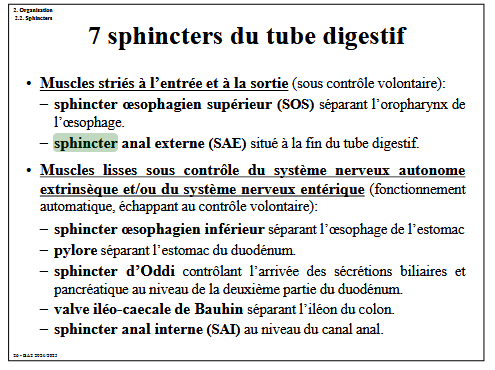 2. Organisation
2.2. Sphincters
7 sphincters du tube digestif
• Muscles striés à l'entrée et à la sortie (sous contrôle volontaire):
– sphincter œsophagien supérieur (SOS) séparant l'oropharynx de
l'œsophage.
– sphincter anal externe (SAE) situé à la fin du tube digestif.
• Muscles lisses sous contrôle du système nerveux autonome
extrinsèque et/ou du système nerveux entérique (fonctionnement
automatique, échappant au contrôle volontaire):
– sphincter œsophagien inférieur séparant l'œsophage de l'estomac
– pylore séparant l'estomac du duodénum.
– sphincter d'Oddi contrôlant l'arrivée des sécrétions biliaires et
pancréatique au niveau de la deuxième partie du duodénum.
– valve iléo-caecale de Bauhin séparant l'iléon du colon.
– sphincter anal interne (SAI) au niveau du canal anal.
2024/2025